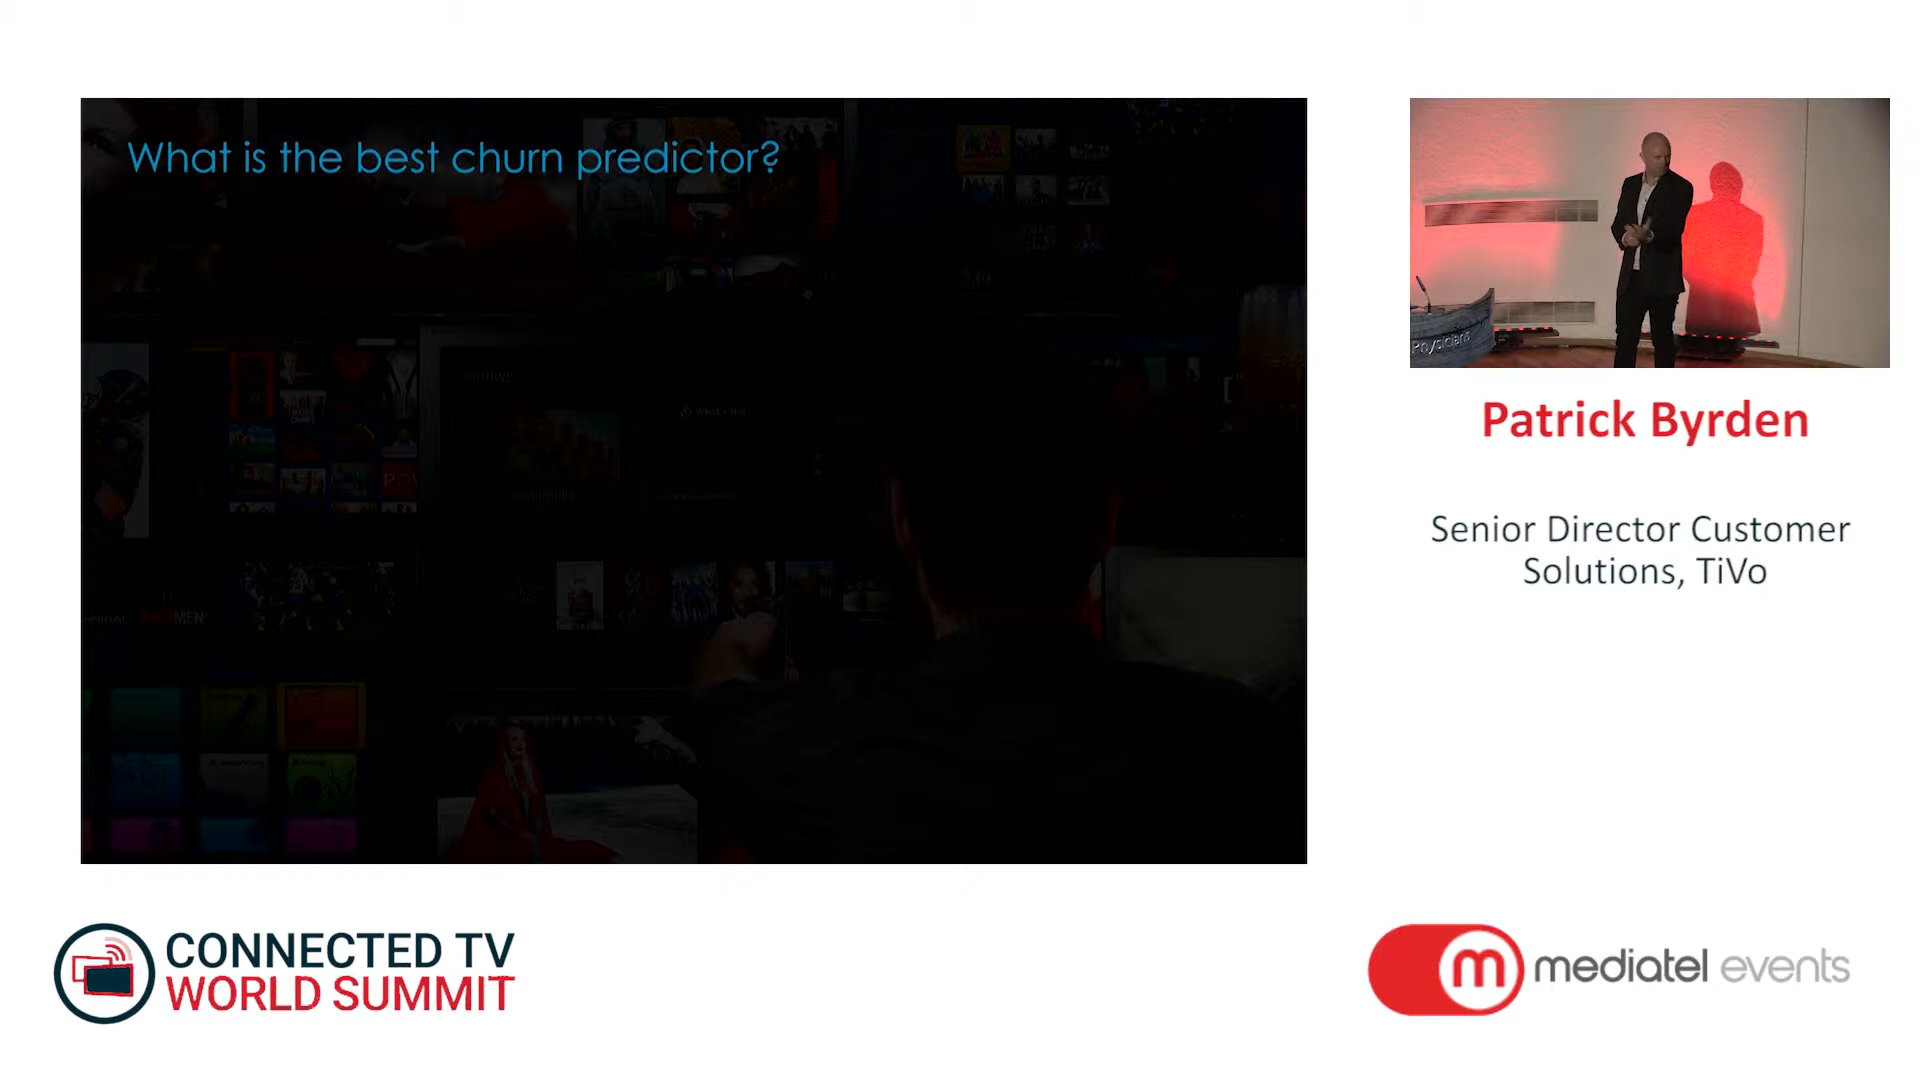 What is the best churn predictor?
Physicians
Patrick Byrden
Senior Director Customer
Solutions, TiVo
CONNECTED TV
WORLD SUMMIT
m mediatel events